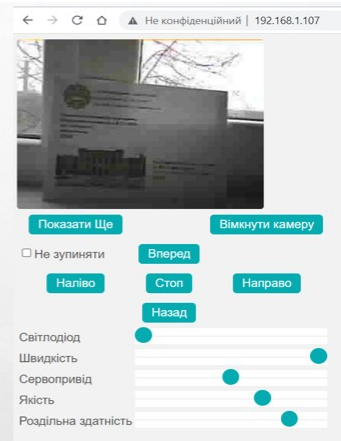 Не конфіденційний | 192.168.1.107
Показати Ще
Вімкнути камеру
Не зупиняти
Вперед
Наліво
Стоп
Направо
Назад
Світлодіод
Швидкість
Сервопривід
Якість
Роздільна здатність